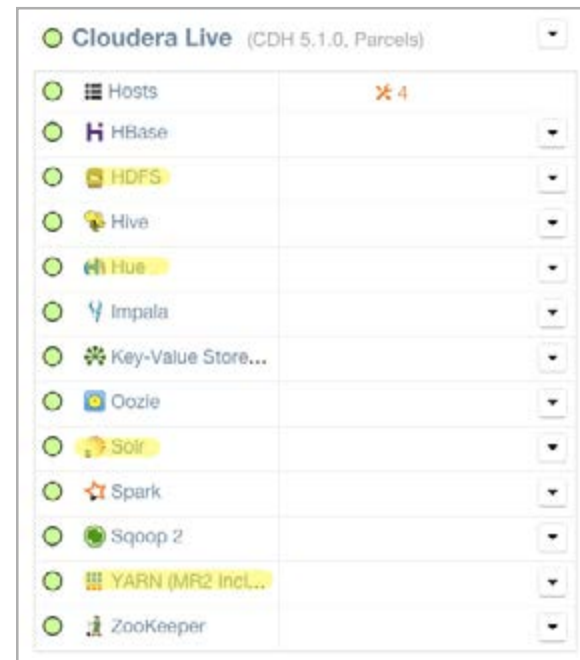 Cloudera Live (CDH 5.1.0, Parcels)
Hosts 4
HBase
HDFS
Hive
Hue
Impala
Key-Value Store...
Oozie
Solr
Spark
Sqoop 2
YARN (MR2 Incl...
ZooKeeper